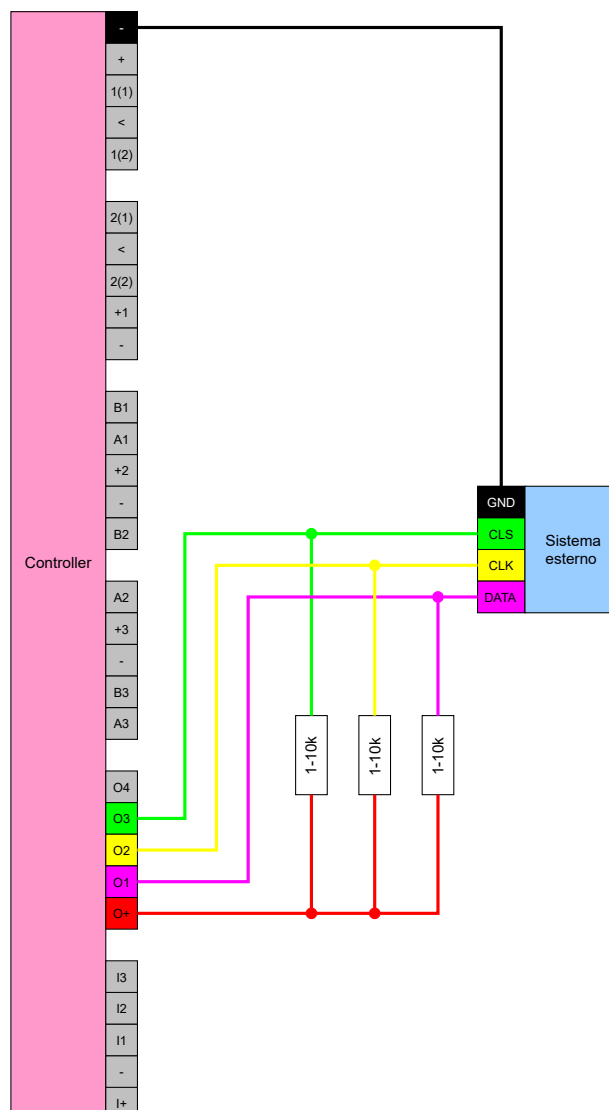 -
+
1(1)
<
1(2)
2(1)
<
2(2)
+1
-
B1
A1
+2
-
B2
Controller
A2
+3
-
B3
A3
O4
O3
O2
O1
O+
I3
I2
I1
-
I+
GND
CLS
CLK
DATA
Sistema
esterno
1-10k
1-10k
1-10k